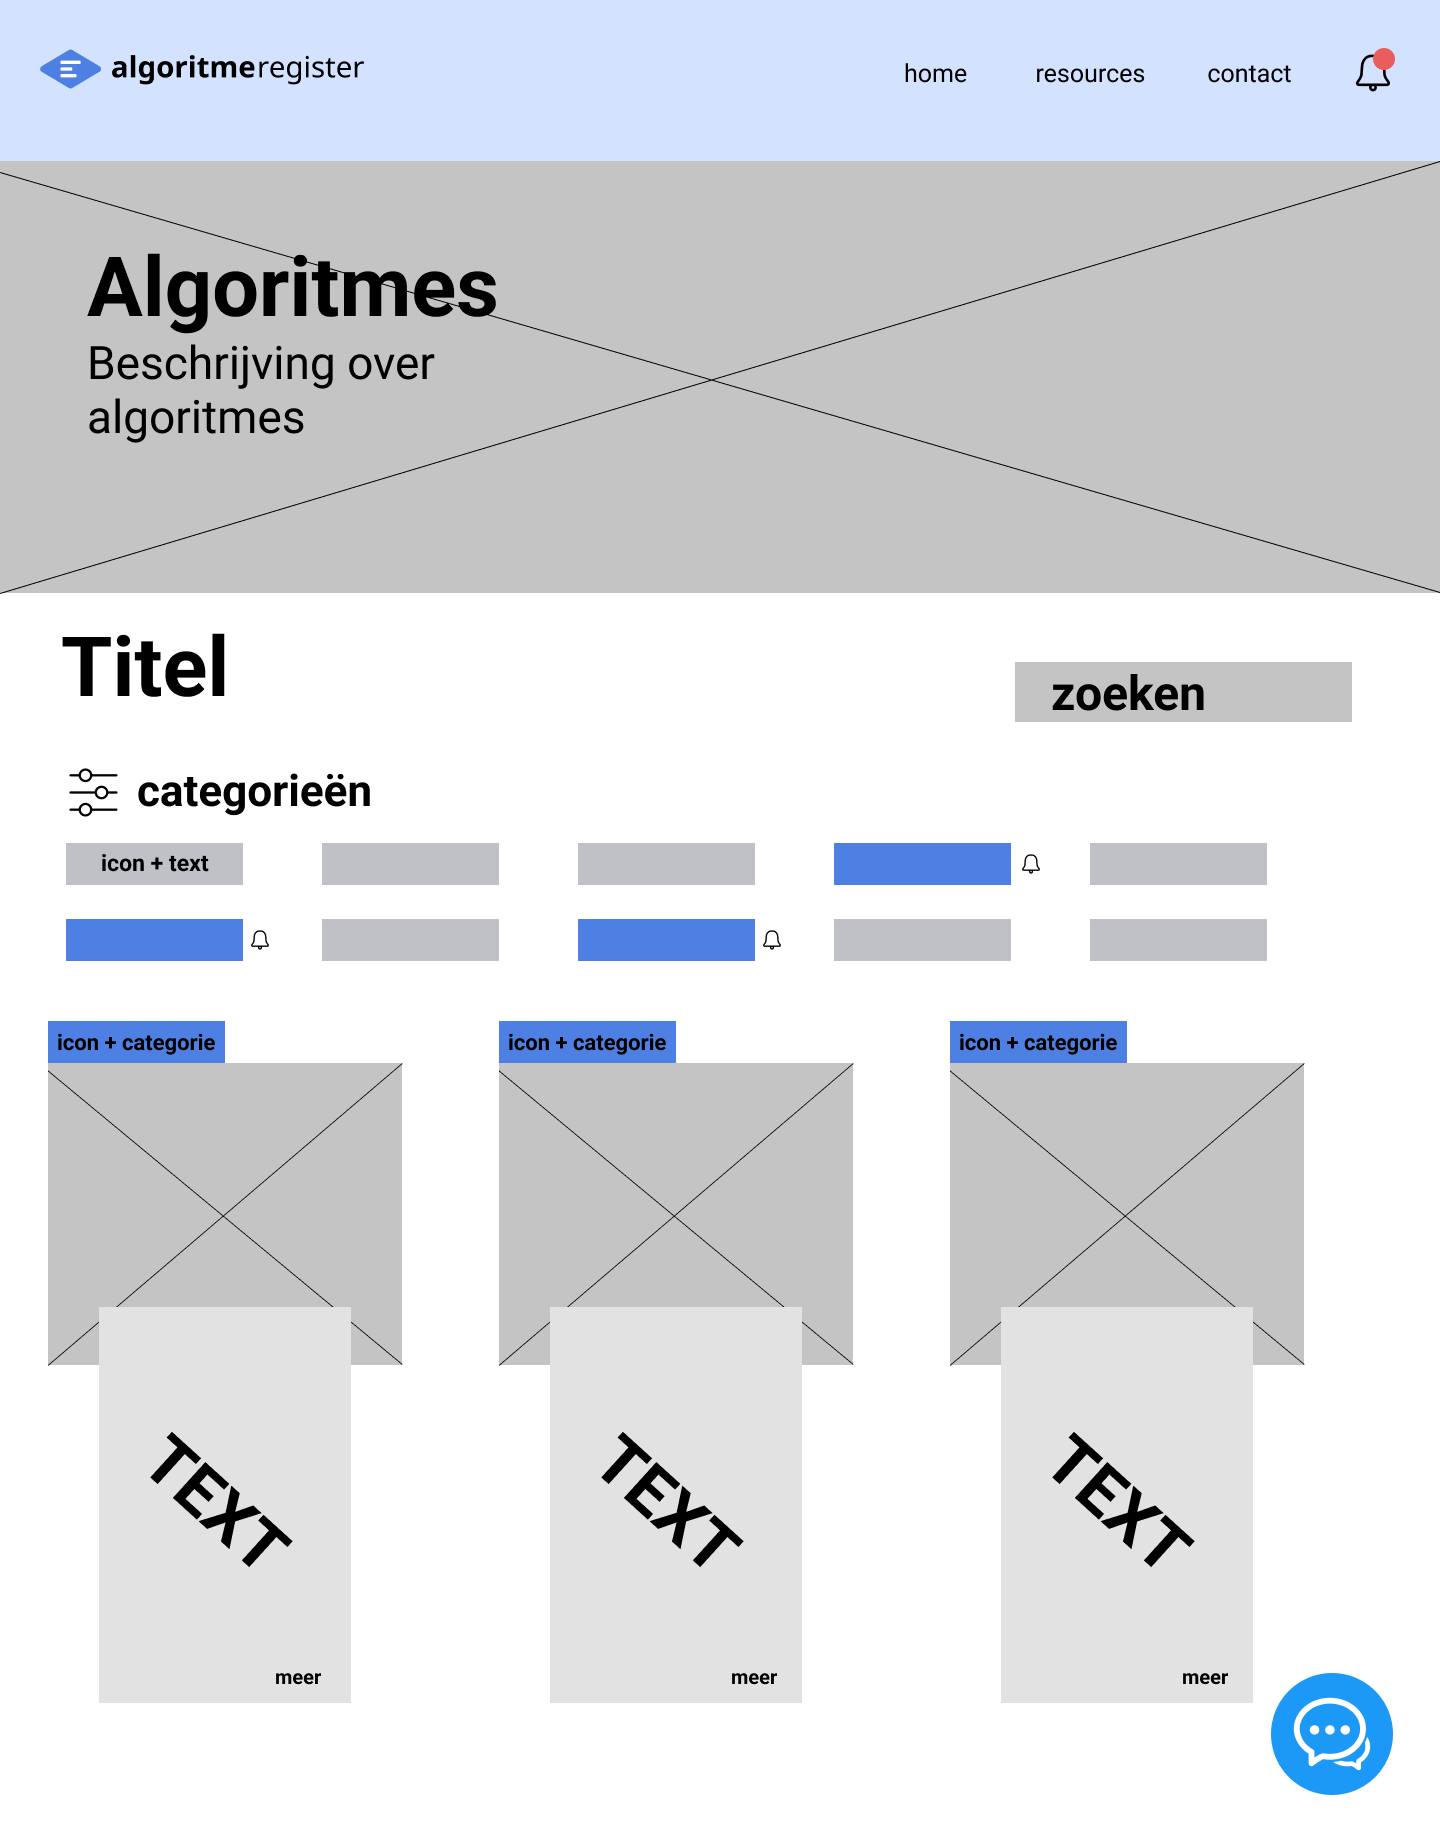 algoritmeregister
home resources contact
Algoritmes
Beschrijving over
algoritmes
Titel
zoeken
categorieën
icon + text
icon + categorie icon + categorie icon + categorie
TEXT TEXT TEXT
meer meer meer